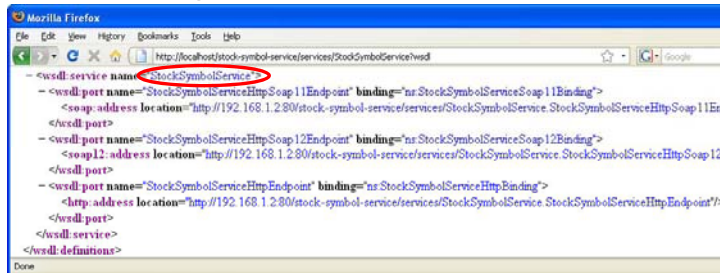 Mozilla Firefox
File Edit View History Bookmarks Tools Help
http://localhost/stock-symbol-service/services/StockSymbolService?wsdl G Google
− <wsdl:service name="StockSymbolService">
− <wsdl:port name="StockSymbolServiceHttpSoap11Endpoint" binding="ns:StockSymbolServiceSoap11Binding">
<soap:address location="http://192.168.1.2:80/stock-symbol-service/services/StockSymbolService.StockSymbolServiceHttpSoap11En
</wsdl:port>
− <wsdl:port name="StockSymbolServiceHttpSoap12Endpoint" binding="ns:StockSymbolServiceSoap12Binding">
<soap12:address location="http://192.168.1.2:80/stock-symbol-service/services/StockSymbolService.StockSymbolServiceHttpSoap12
</wsdl:port>
− <wsdl:port name="StockSymbolServiceHttpEndpoint" binding="ns:StockSymbolServiceHttpBinding">
<http:address location="http://192.168.1.2:80/stock-symbol-service/services/StockSymbolService.StockSymbolServiceHttpEndpoint"/>
</wsdl:port>
</wsdl:service>
</wsdl:definitions>
Done